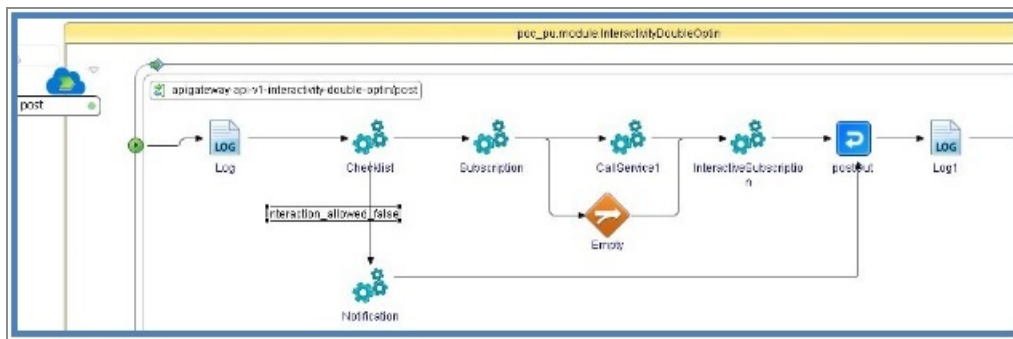 poc_pu.module.InteractivityDoubleOptin
post
apigateway-api-v1-interactivity-double-optin/post
LOG
LOG
Log
Checklist
Subscription
CallService1
InteractiveSubscriptio
n
postOut
Log1
interaction_allowed_false
Empty
Notification